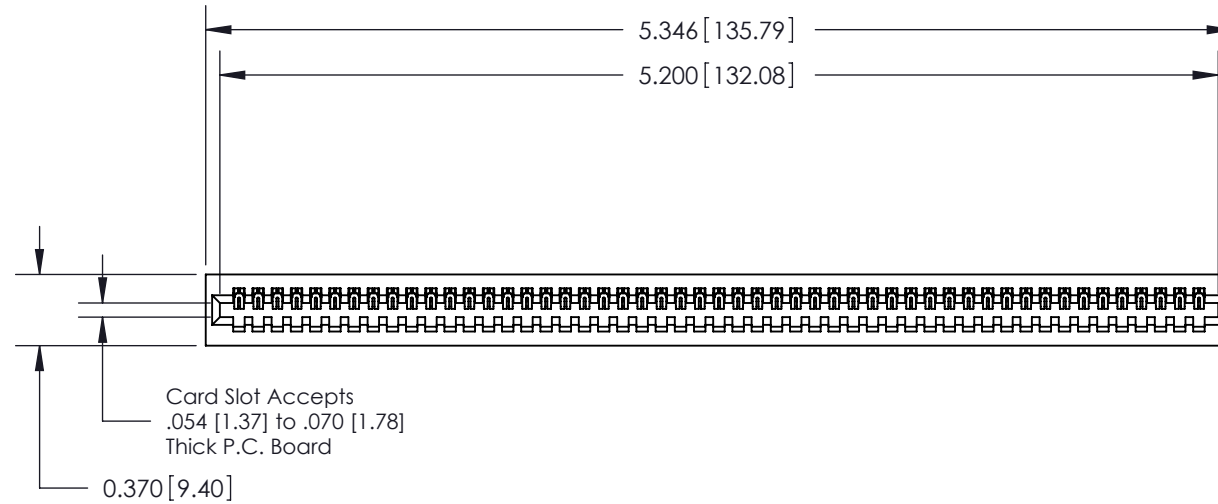 5.346 [135.79]
5.200 [132.08]
Card Slot Accepts
.054 [1.37] to .070 [1.78]
Thick P.C. Board
0.370 [9.40]